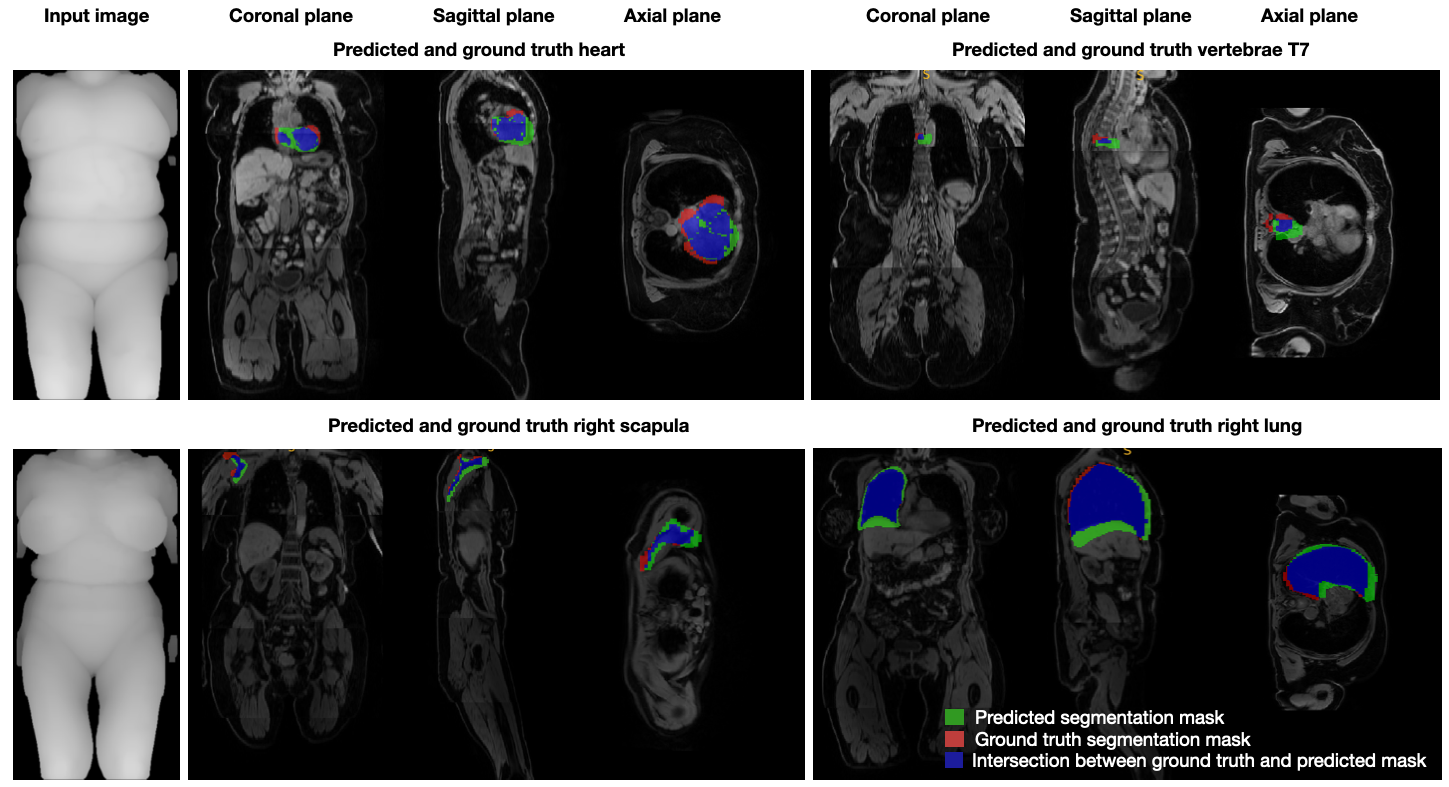 Input image
Coronal plane
Sagittal plane
Axial plane
Coronal plane
Sagittal plane
Axial plane
Predicted and ground truth heart
Predicted and ground truth vertebrae T7
S
S
Predicted and ground truth right scapula
Predicted and ground truth right lung
S
Predicted segmentation mask
Ground truth segmentation mask
Intersection between ground truth and predicted mask